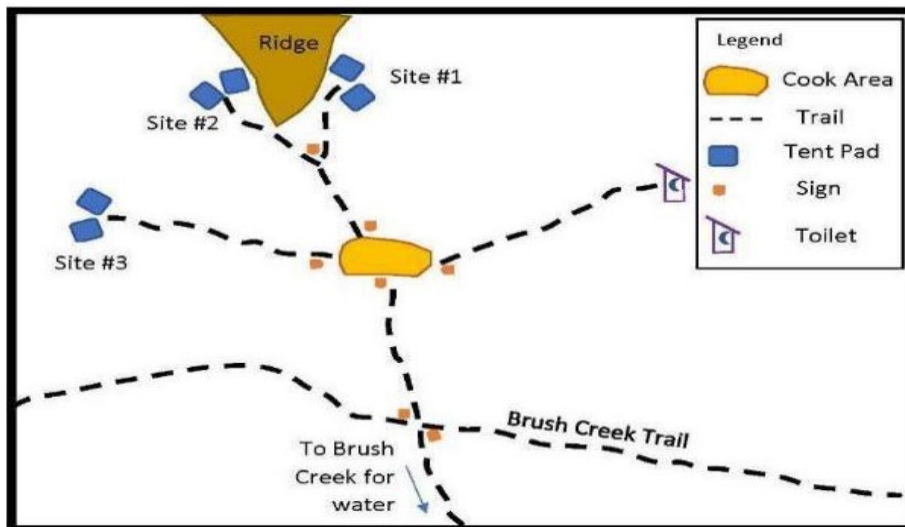 Ridge
Site #1
Site #2
Site #3
Legend
Cook Area
Trail
Tent Pad
Sign
Toilet
Brush Creek Trail
To Brush
Creek for
water